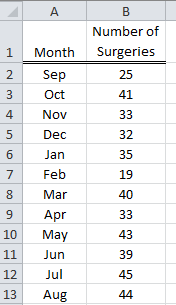 A B
Number of
1 Month Surgeries
2 Sep 25
3 Oct 41
4 Nov 33
5 Dec 32
6 Jan 35
7 Feb 19
8 Mar 40
9 Apr 33
10 May 43
11 Jun 39
12 Jul 45
13 Aug 44